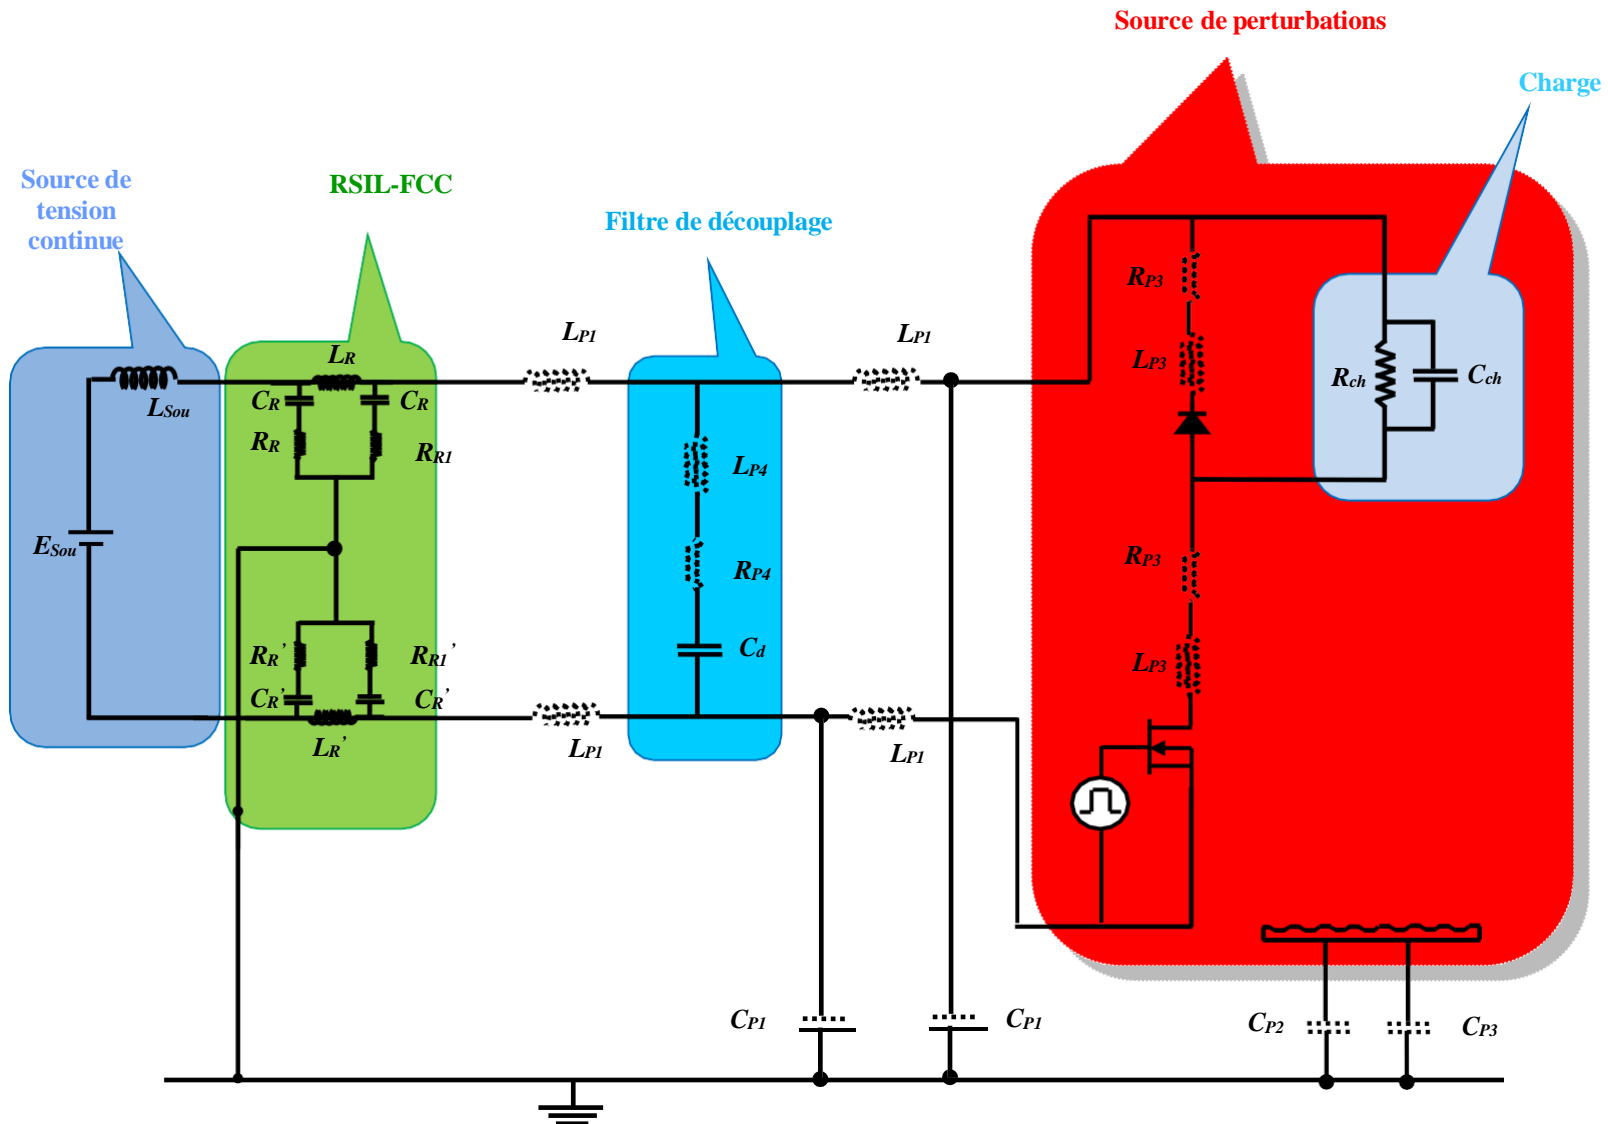 Source de perturbations
Charge
Source de
tension
continue
RSIL-FCC
Filtre de découplage
LP1
LP1
LR
LSou
CR
CR
RR
RR1
ESou
RR’
RR1’
CR’
CR’
LR’
LP4
RP4
Cd
LP1
LP1
RP3
LP3
Rch
Cch
RP3
LP3
CP1
CP1
CP2
CP3